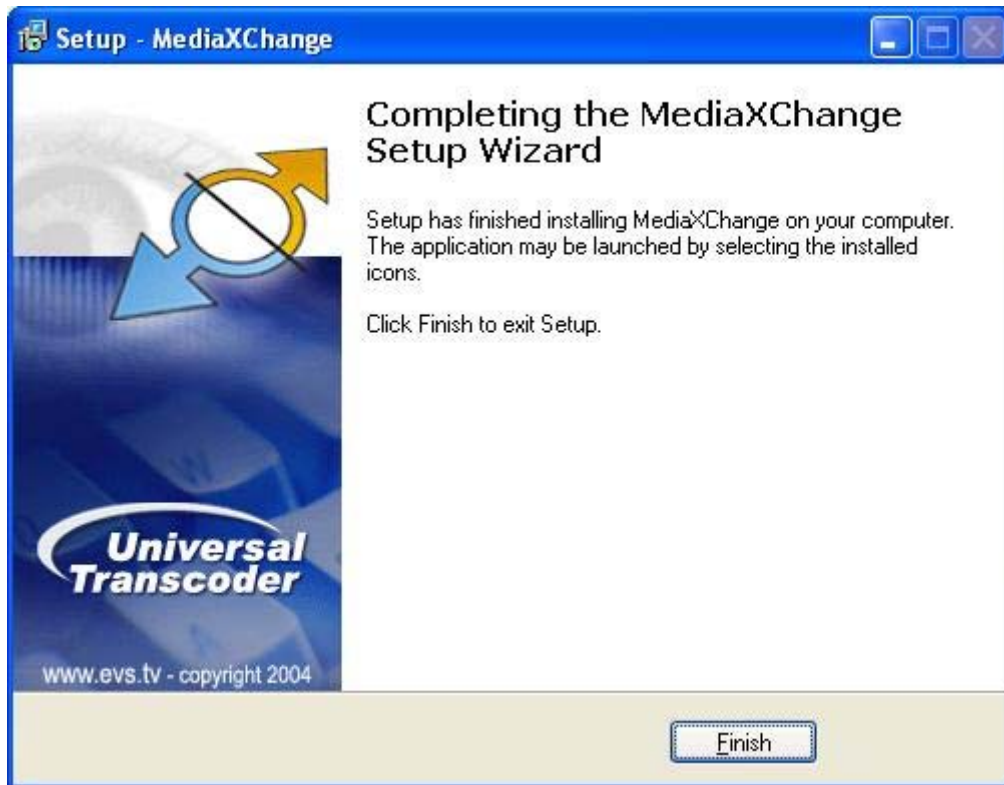 Setup - MediaXChange
Completing the MediaXChange
Setup Wizard
Setup has finished installing MediaXChange on your computer.
The application may be launched by selecting the installed
icons.
Click Finish to exit Setup.
W
A
Universal
Transcoder
www.evs.tv - copyright 2004
Finish